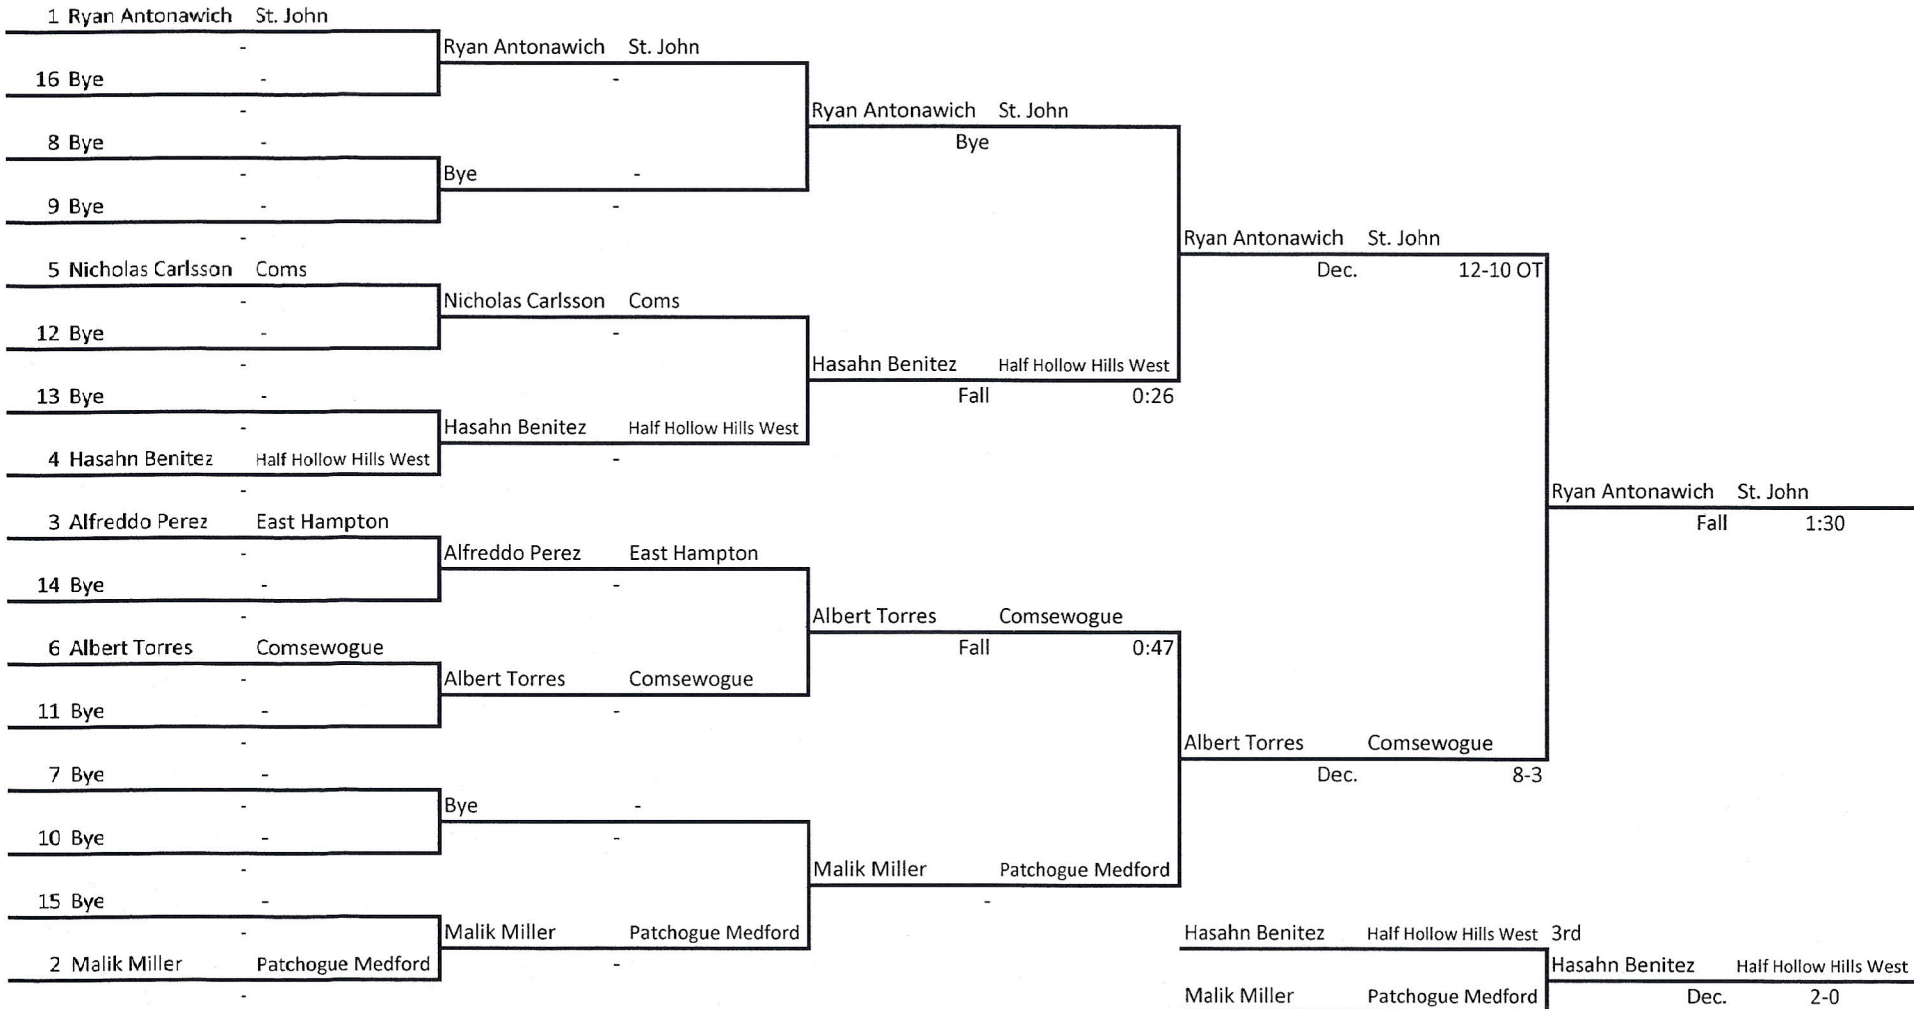 1 Ryan Antonawich St. John
-
16 Bye -
-
8 Bye -
-
9 Bye -
-
5 Nicholas Carlsson Coms
-
12 Bye -
-
13 Bye -
-
4 Hasahn Benitez Half Hollow Hills West
-
3 Alfreddo Perez East Hampton
-
14 Bye -
-
6 Albert Torres Comsewogue
-
11 Bye -
-
7 Bye -
-
10 Bye -
-
15 Bye -
-
2 Malik Miller Patchogue Medford
-
Ryan Antonawich St. John
-
Bye -
-
Nicholas Carlsson Coms
-
Hasahn Benitez Half Hollow Hills West
-
Alfreddo Perez East Hampton
-
Albert Torres Comsewogue
-
Bye -
-
Malik Miller Patchogue Medford
-
Ryan Antonawich St. John
Bye
Hasahn Benitez Half Hollow Hills West
Fall 0:26
Albert Torres Comsewogue
Fall 0:47
Malik Miller Patchogue Medford
-
Ryan Antonawich St. John
Dec. 12-10 OT
Albert Torres Comsewogue
Dec. 8-3
Ryan Antonawich St. John
Fall 1:30
Hasahn Benitez Half Hollow Hills West 3rd
Malik Miller Patchogue Medford
Hasahn Benitez Half Hollow Hills West
Dec. 2-0